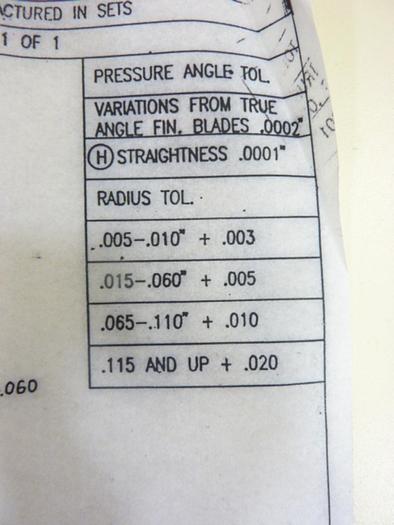 ACTURED IN SETS
1 OF 1
PRESSURE ANGLE TOL.
VARIATIONS FROM TRUE
ANGLE FIN. BLADES .0002"
(H) STRAIGHTNESS .0001"
RADIUS TOL.
.005-.010" + .003
.015-.060" + .005
.065-.110" + .010
.115 AND UP + .020
.060